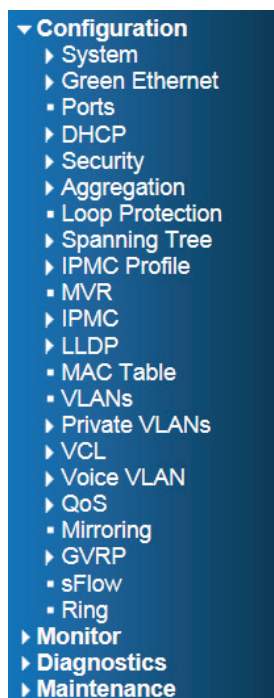 Configuration
System
Green Ethernet
Ports
DHCP
Security
Aggregation
Loop Protection
Spanning Tree
IPMC Profile
MVR
IPMC
LLDP
MAC Table
VLANs
Private VLANs
VCL
Voice VLAN
QoS
Mirroring
GVRP
sFlow
Ring
Monitor
Diagnostics
Maintenance